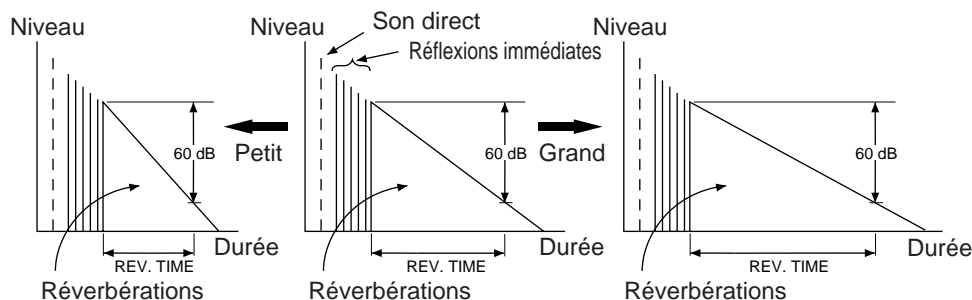 Niveau
Son direct
Niveau
Réflexions immédiates
Niveau
60 dB
Petit
60 dB
Grand
60 dB
Durée
Durée
Durée
REV. TIME
REV. TIME
REV. TIME
Réverbérations
Réverbérations
Réverbérations